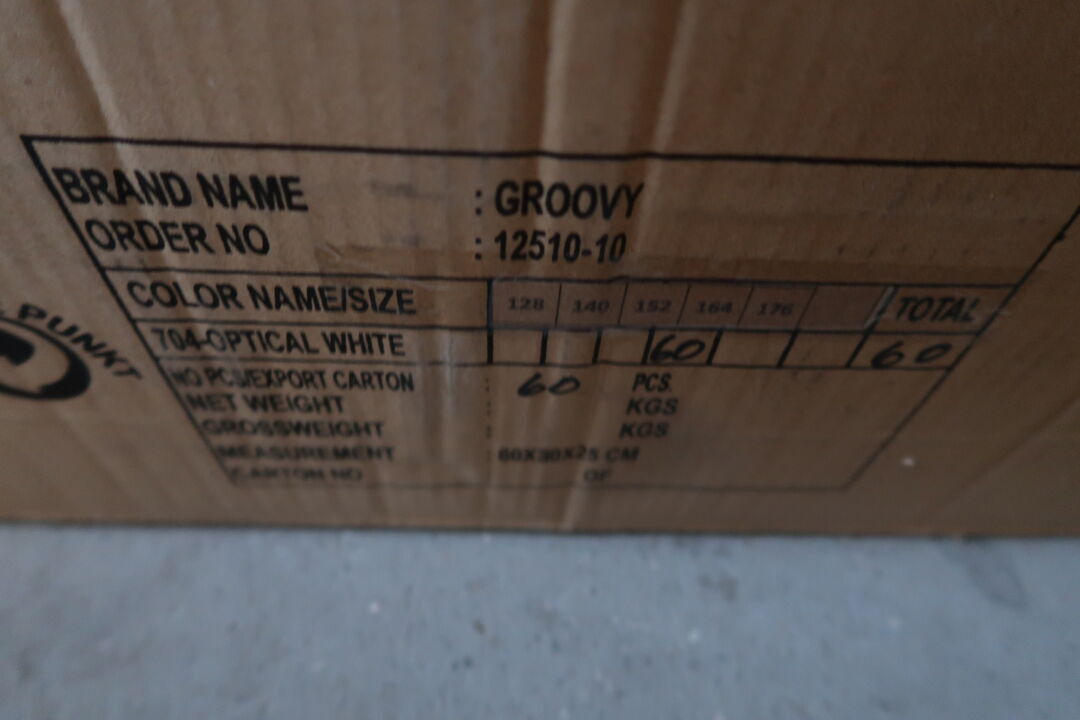 BRAND NAME : GROOVY
ORDER NO : 12510-10
COLOR NAME/SIZE 128 140 152 164 176 TOTAL
704-OPTICAL WHITE 60 60
NO PCS/EXPORT CARTON : 60 PCS.
NET WEIGHT : KGS
GROSSWEIGHT : KGS
MEASUREMENT : 60X30X25 CM
CARTON NO OF
PUNKT